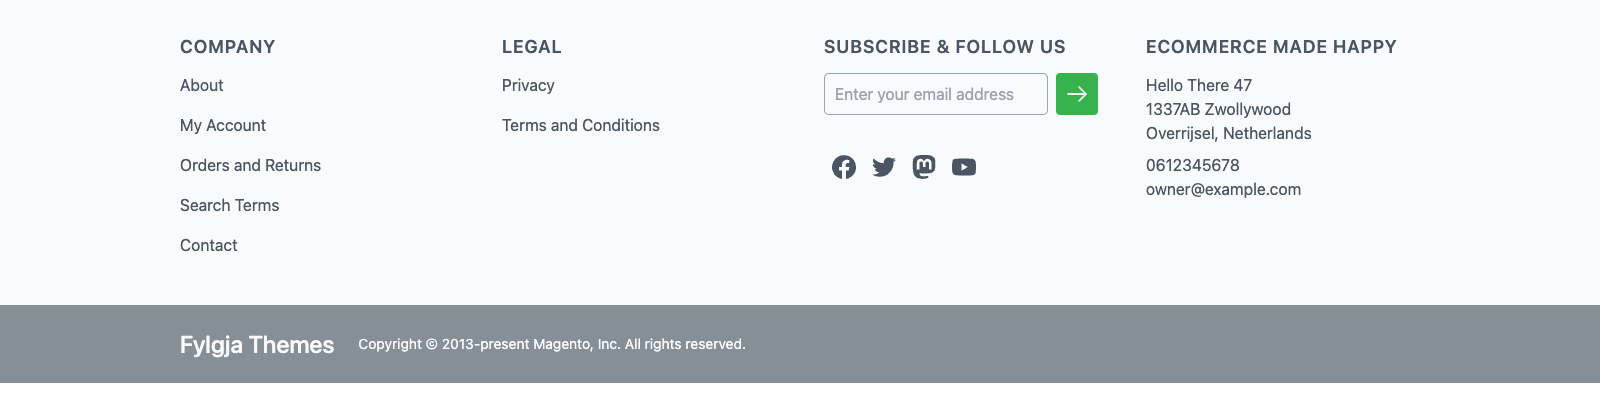 COMPANY
About
My Account
Orders and Returns
Search Terms
Contact
LEGAL
Privacy
Terms and Conditions
SUBSCRIBE & FOLLOW US
Enter your email address
ECOMMERCE MADE HAPPY
Hello There 47
1337AB Zwollywood
Overrijsel, Netherlands
0612345678
owner@example.com
Fylgja Themes
Copyright © 2013-present Magento, Inc. All rights reserved.